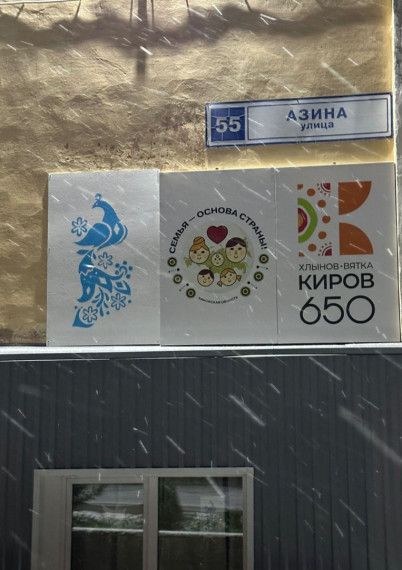 55
АЗИНА
улица
СЕМЬЯ — ОСНОВА СТРАНЫ!
ХЛЫНОВ-ВЯТКА
КИРОВ
650